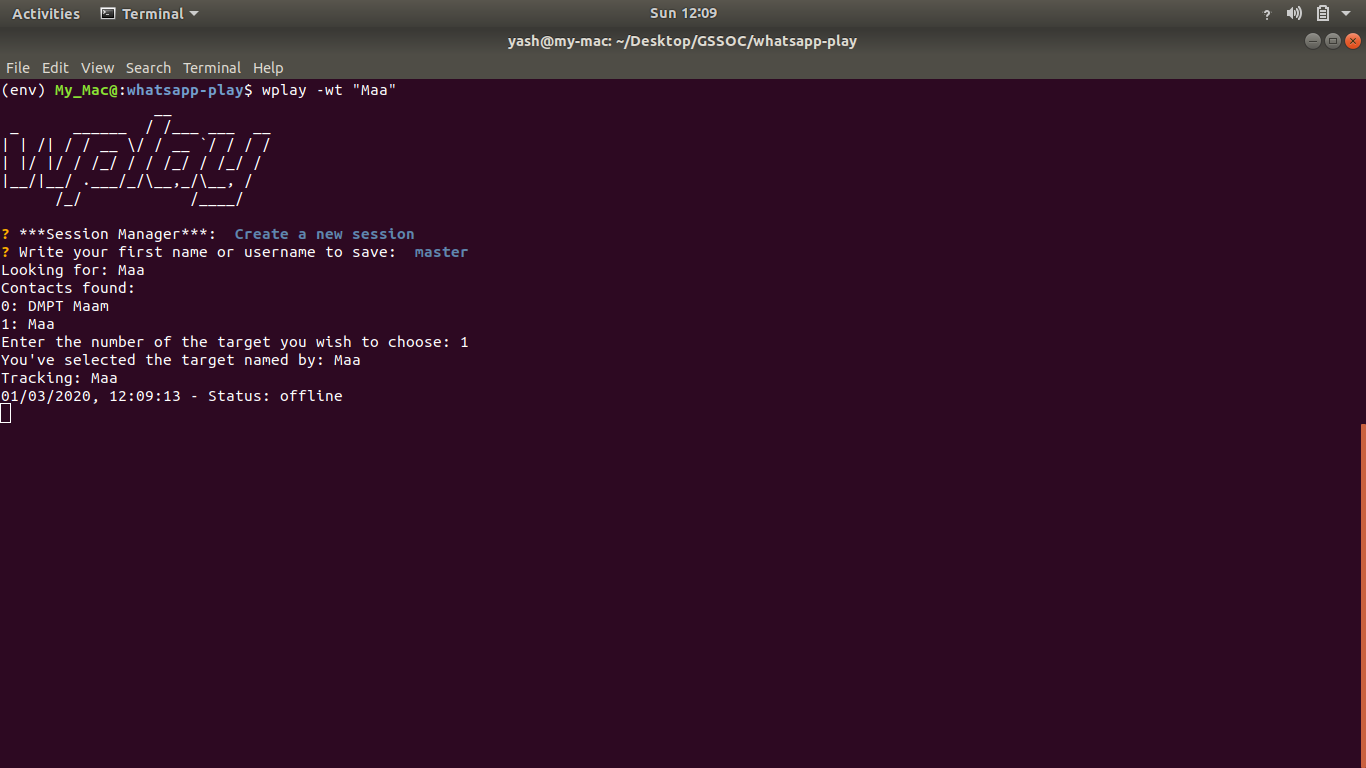 Activities Terminal Sun 12:09 ?
yash@my-mac: ~/Desktop/GSSOC/whatsapp-play
File Edit View Search Terminal Help
(env) My_Mac@:whatsapp-play$ wplay -wt "Maa"
                 __
 _      ______  / /___ ___  __
| | /| / / __ \/ / __ `/ / / /
| |/ |/ / /_/ / / /_/ / /_/ /
|__/|__/ .___/_/\__,_/\__, /
      /_/            /____/
? ***Session Manager***:  Create a new session
? Write your first name or username to save:  master
Looking for: Maa
Contacts found:
0: DMPT Maam
1: Maa
Enter the number of the target you wish to choose: 1
You've selected the target named by: Maa
Tracking: Maa
01/03/2020, 12:09:13 - Status: offline